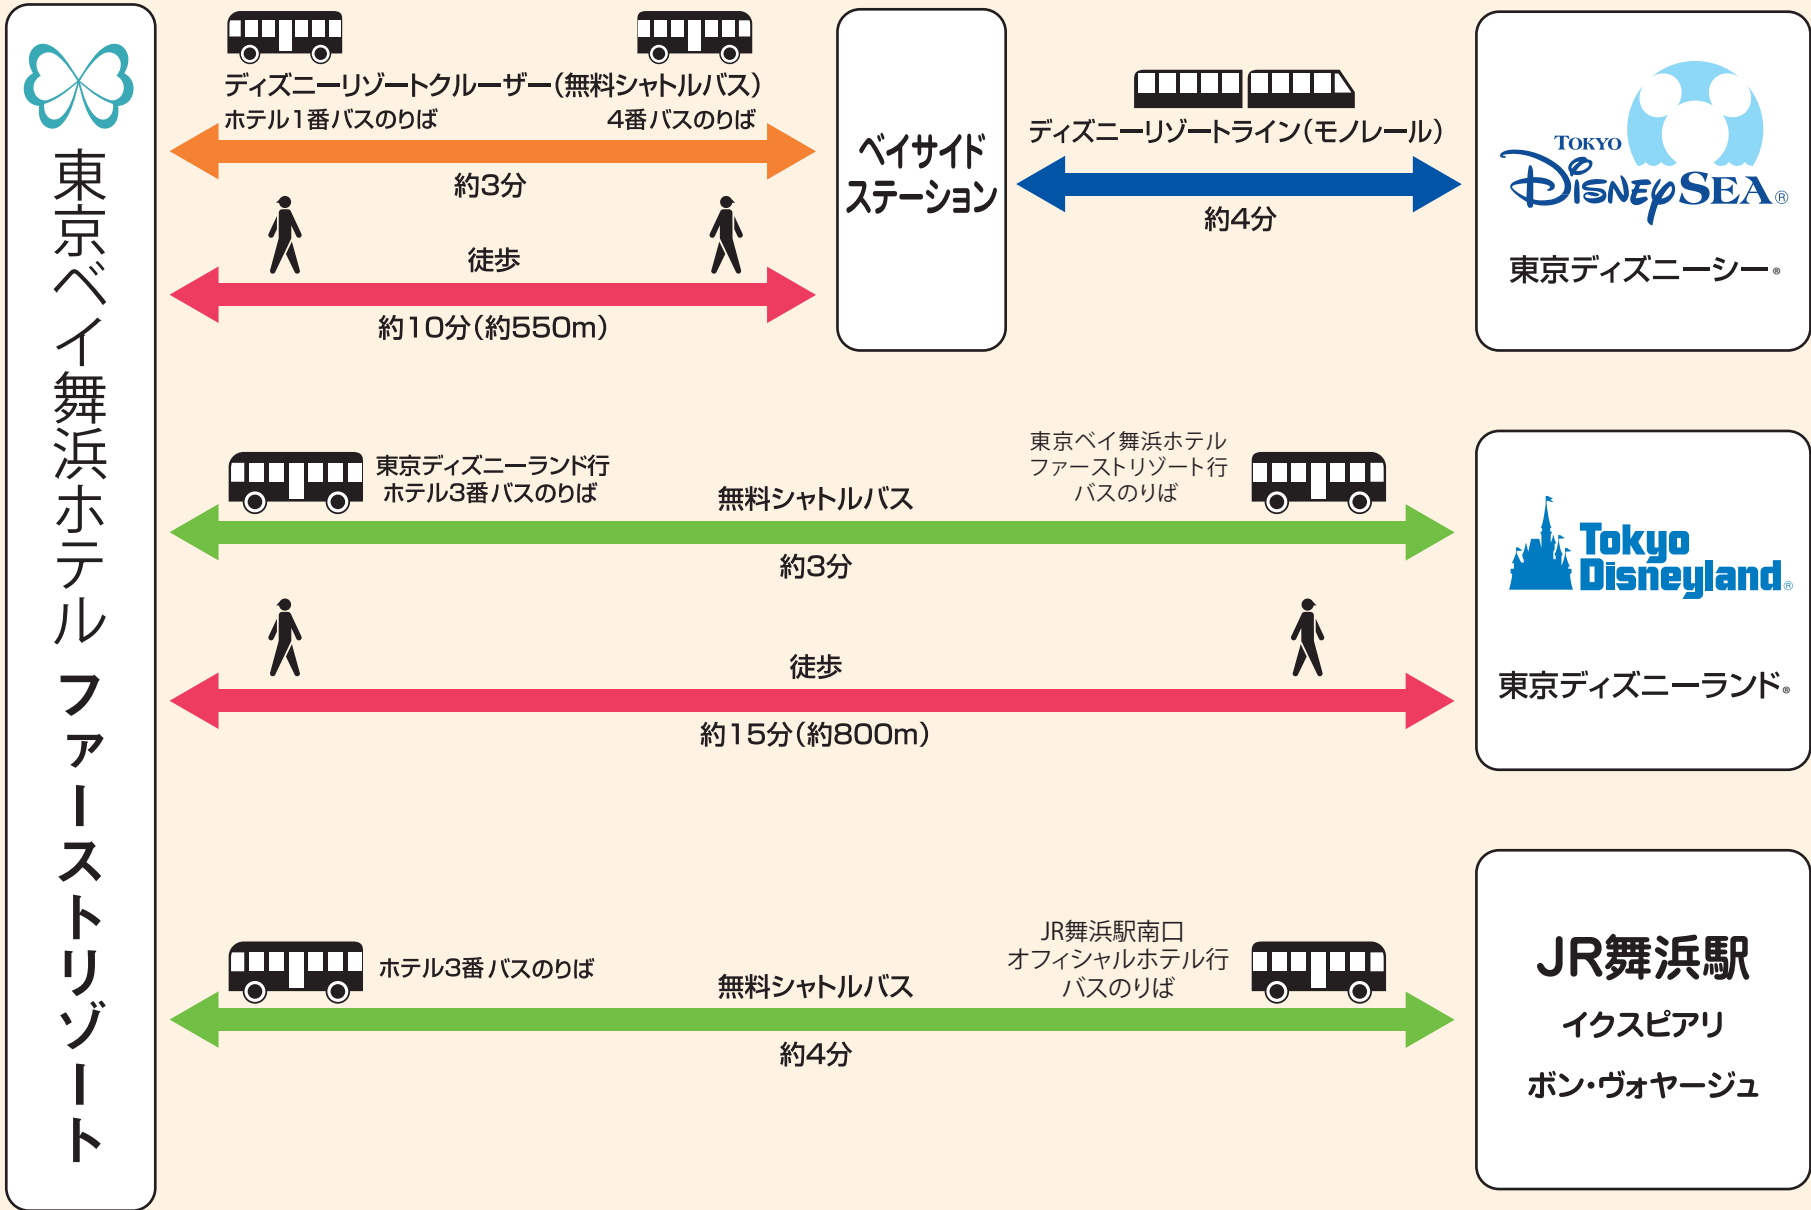 東京ベイ舞浜ホテル ファーストリゾート
ディズニーリゾートクルーザー(無料シャトルバス)
ホテル1番バスのりば
4番バスのりば
約3分
徒歩
約10分(約550m)
ベイサイド
ステーション
ディズニーリゾートライン(モノレール)
約4分
TOKYO
DISNEY SEA®
東京ディズニーシー®
東京ディズニーランド行
ホテル3番バスのりば
無料シャトルバス
東京ベイ舞浜ホテル
ファーストリゾート行
バスのりば
約3分
徒歩
約15分(約800m)
Tokyo
Disneyland®
東京ディズニーランド®
ホテル3番バスのりば
無料シャトルバス
JR舞浜駅南口
オフィシャルホテル行
バスのりば
約4分
JR舞浜駅
イクスピアリ
ボン・ヴォヤージュ